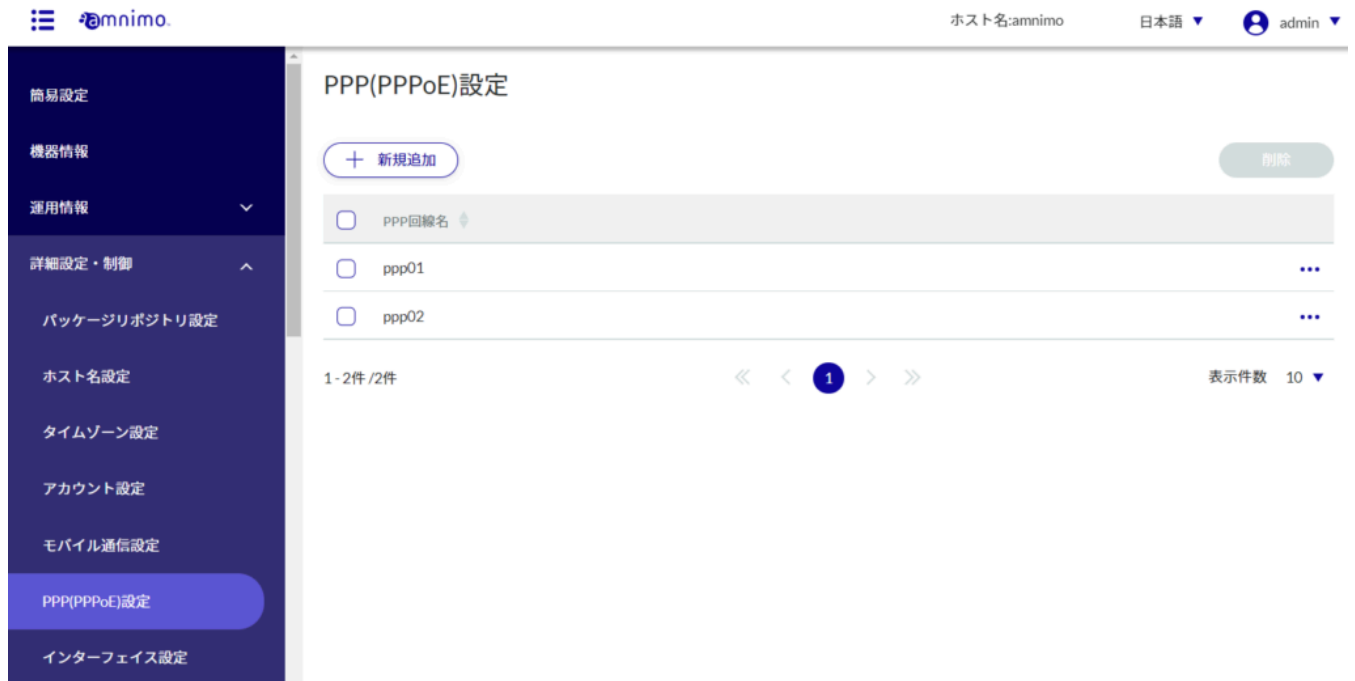 amnimo.
ホスト名:amnimo
日本語
admin
簡易設定
機器情報
運用情報
詳細設定・制御
パッケージリポジトリ設定
ホスト名設定
タイムゾーン設定
アカウント設定
モバイル通信設定
PPP(PPPoE)設定
インターフェイス設定
PPP(PPPoE)設定
新規追加
削除
PPP回線名
ppp01
ppp02
1 - 2件 /2件
1
表示件数 10